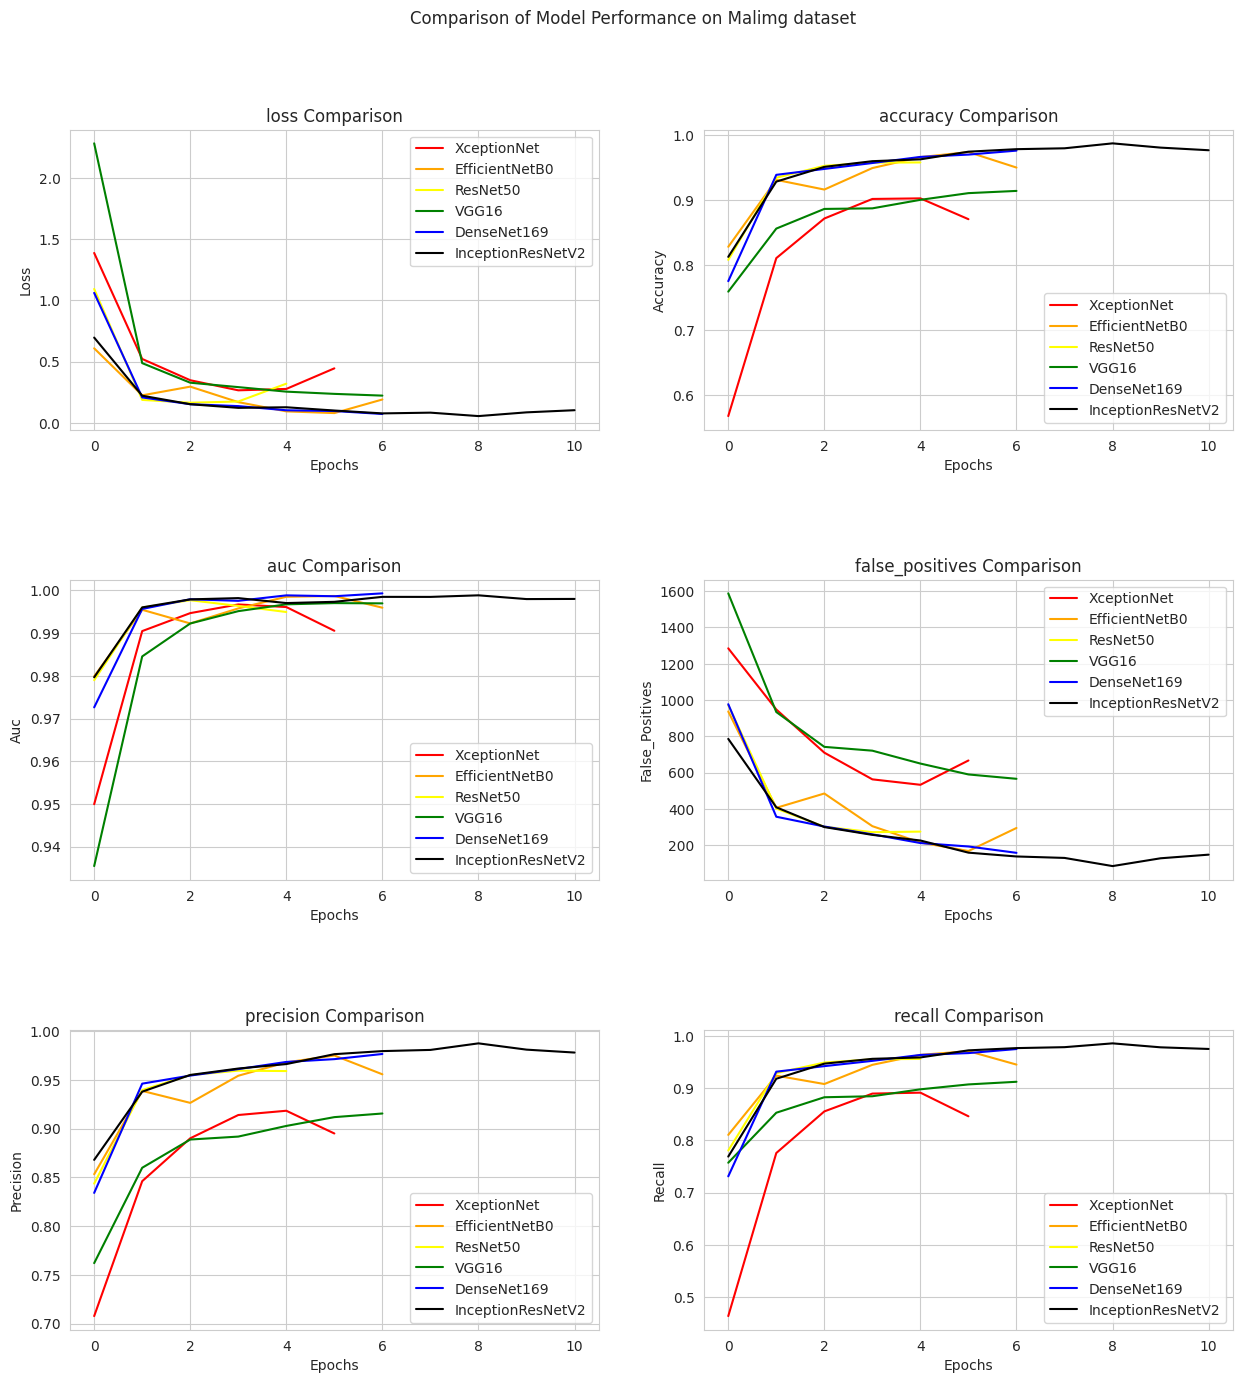 Comparison of Model Performance on Malimg dataset
loss Comparison
XceptionNet
EfficientNetB0
ResNet50
VGG16
DenseNet169
InceptionResNetV2
Loss
2.0
1.5
1.0
0.5
0.0
0 2 4 6 8 10
Epochs
accuracy Comparison
Accuracy
1.0
0.9
0.8
0.7
0.6
XceptionNet
EfficientNetB0
ResNet50
VGG16
DenseNet169
InceptionResNetV2
0 2 4 6 8 10
Epochs
auc Comparison
Auc
1.00
0.99
0.98
0.97
0.96
0.95
0.94
XceptionNet
EfficientNetB0
ResNet50
VGG16
DenseNet169
InceptionResNetV2
0 2 4 6 8 10
Epochs
false_positives Comparison
XceptionNet
EfficientNetB0
ResNet50
VGG16
DenseNet169
InceptionResNetV2
False_Positives
1600
1400
1200
1000
800
600
400
200
0 2 4 6 8 10
Epochs
precision Comparison
Precision
1.00
0.95
0.90
0.85
0.80
0.75
0.70
XceptionNet
EfficientNetB0
ResNet50
VGG16
DenseNet169
InceptionResNetV2
0 2 4 6 8 10
Epochs
recall Comparison
Recall
1.0
0.9
0.8
0.7
0.6
0.5
XceptionNet
EfficientNetB0
ResNet50
VGG16
DenseNet169
InceptionResNetV2
0 2 4 6 8 10
Epochs